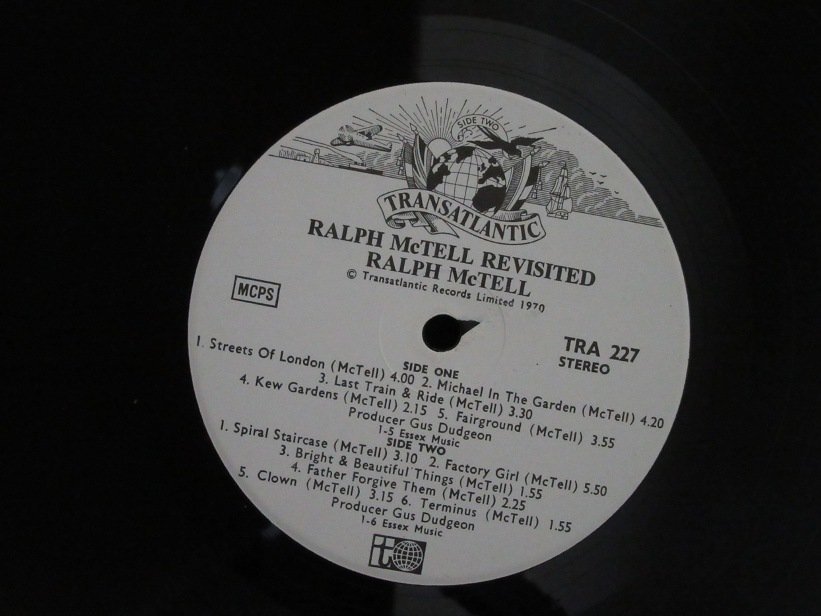 SIDE TWO
TRANSATLANTIC
RALPH McTELL REVISITED
RALPH McTELL
© Transatlantic Records Limited 1970
MCPS
TRA 227
STEREO
SIDE ONE
1. Streets Of London (McTell) 4.00 2. Michael In The Garden (McTell) 4.20
3. Last Train & Ride (McTell) 3.30
4. Kew Gardens (McTell) 2.15 5. Fairground (McTell) 3.55
Producer Gus Dudgeon
1-5 Essex Music
SIDE TWO
1. Spiral Staircase (McTell) 3.10 2. Factory Girl (McTell) 5.50
3. Bright & Beautiful Things (McTell) 1.55
4. Father Forgive Them (McTell) 2.25
5. Clown (McTell) 3.15 6. Terminus (McTell) 1.55
Producer Gus Dudgeon
1-6 Essex Music
it